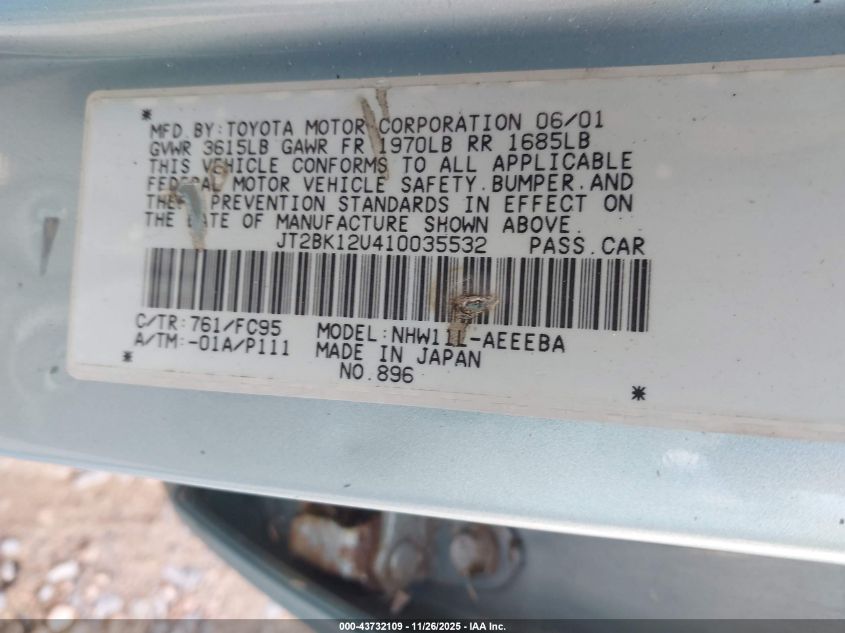 *
MFD.BY:TOYOTA MOTOR CORPORATION 06/01
GVWR 3615LB GAWR FR 1970LB RR 1685LB
THIS VEHICLE CONFORMS TO ALL APPLICABLE
FEDERAL MOTOR VEHICLE SAFETY.BUMPER.AND
THEFT PREVENTION STANDARDS IN EFFECT ON
THE DATE OF MANUFACTURE SHOWN ABOVE.
JT2BK12U410035532 PASS.CAR
C/TR:761/FC95 MODEL:NHW11L-AEEEBA
A/TM:-01A/P111 MADE IN JAPAN
* NO.896 *
000-43732109 | 11/26/2025 | IAA Inc.